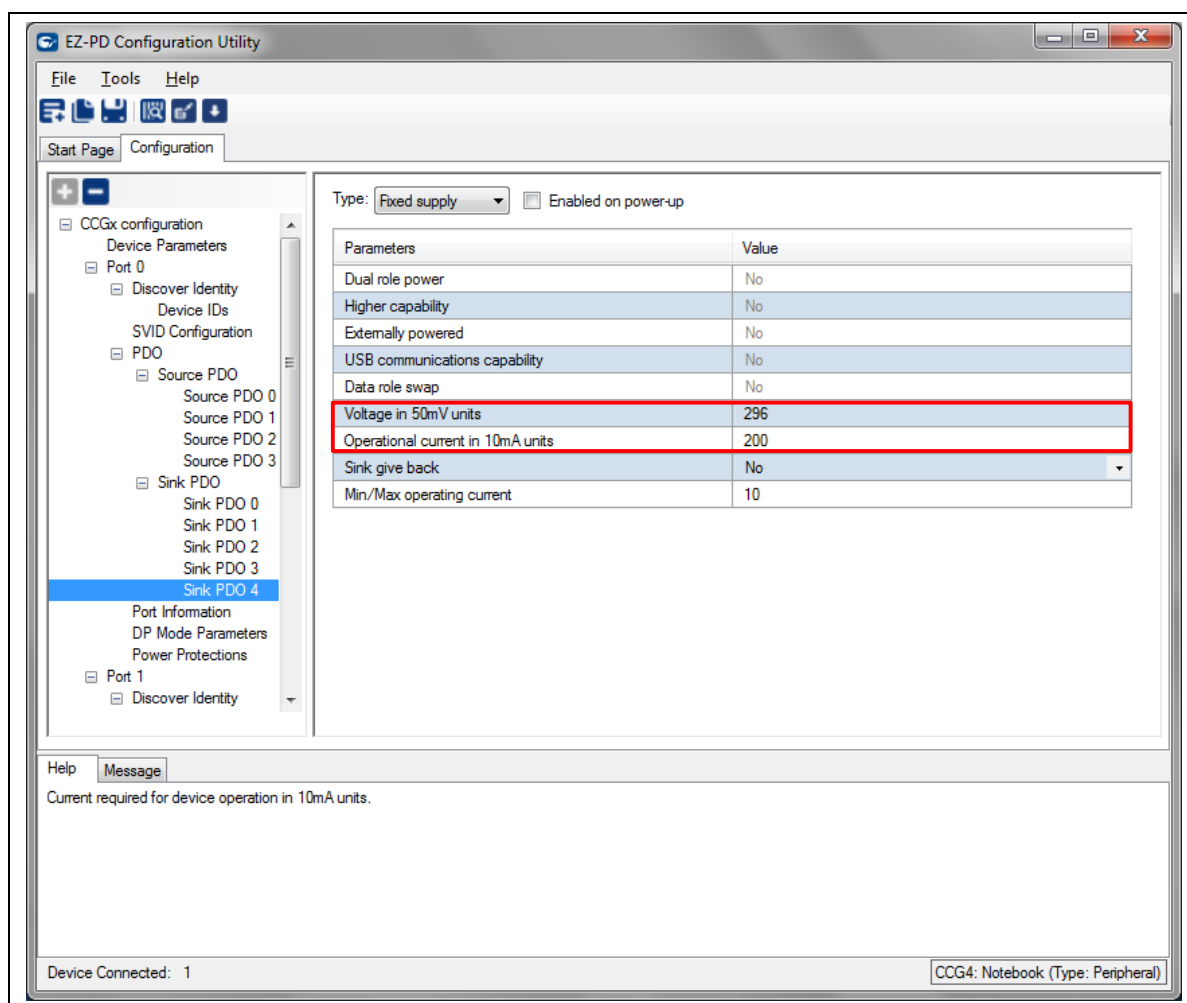 EZ-PD Configuration Utility
File Tools Help
Start Page Configuration
Type: Fixed supply Enabled on power-up
CCGx configuration
Device Parameters
Port 0
Discover Identity
Device IDs
SVID Configuration
PDO
Source PDO
Source PDO 0
Source PDO 1
Source PDO 2
Source PDO 3
Sink PDO
Sink PDO 0
Sink PDO 1
Sink PDO 2
Sink PDO 3
Sink PDO 4
Port Information
DP Mode Parameters
Power Protections
Port 1
Discover Identity
Parameters Value
Dual role power No
Higher capability No
Externally powered No
USB communications capability No
Data role swap No
Voltage in 50mV units 296
Operational current in 10mA units 200
Sink give back No
Min/Max operating current 10
Help Message
Current required for device operation in 10mA units.
Device Connected: 1 CCG4: Notebook (Type: Peripheral)